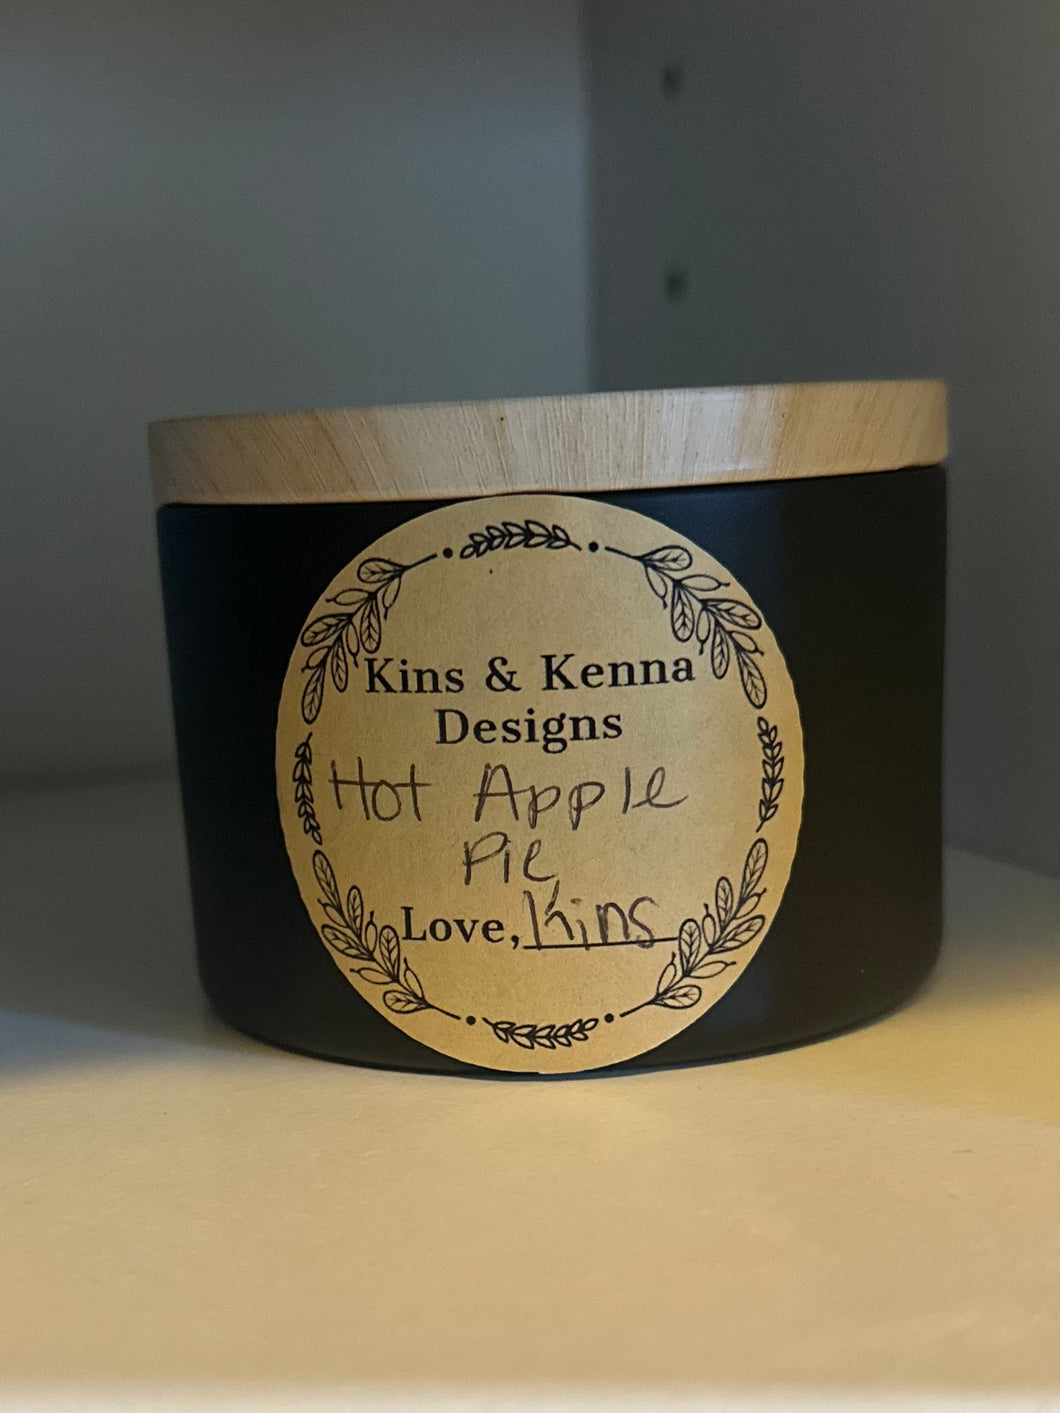 Kins & Kenna
Designs
Hot Apple
Pie
Love, Kins